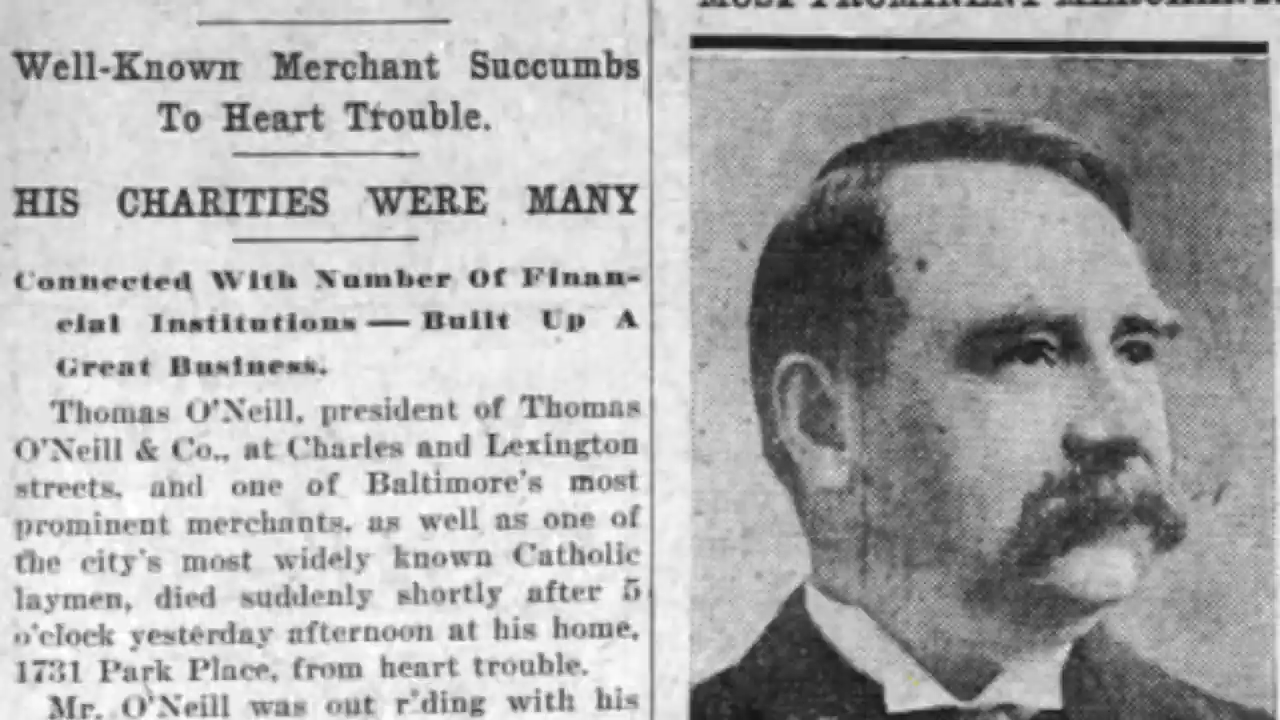 Well-Known Merchant Succumbs
To Heart Trouble.
HIS CHARITIES WERE MANY
Connected With Number Of Finan-
cial Institutions — Built Up A
Great Business.
Thomas O'Neill, president of Thomas
O'Neill & Co., at Charles and Lexington
streets, and one of Baltimore's most
prominent merchants, as well as one of
the city's most widely known Catholic
laymen, died suddenly shortly after 5
o'clock yesterday afternoon at his home,
1731 Park Place, from heart trouble.
Mr. O'Neill was out r'ding with his
MOST PROMINENT MERCHANT